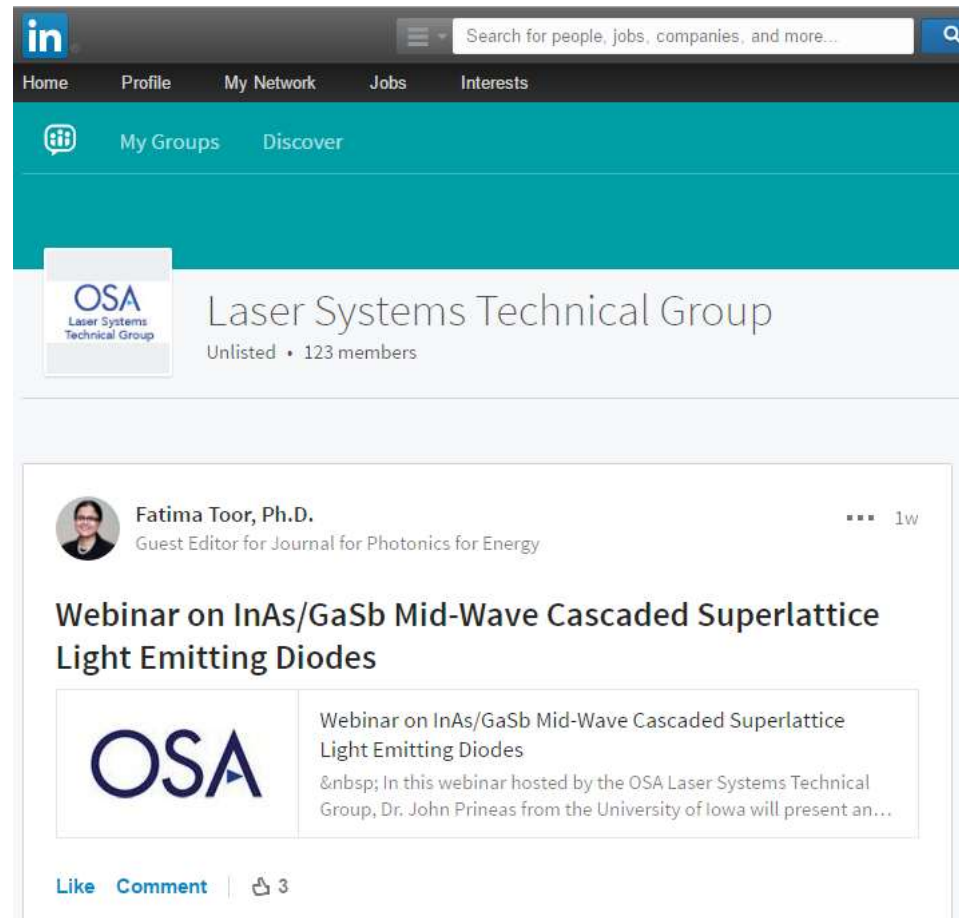 in
Search for people, jobs, companies, and more...
Home Profile My Network Jobs Interests
My Groups Discover
OSA
Laser Systems
Technical Group
Laser Systems Technical Group
Unlisted • 123 members
Fatima Toor, Ph.D.
1w
Guest Editor for Journal for Photonics for Energy
Webinar on InAs/GaSb Mid-Wave Cascaded Superlattice
Light Emitting Diodes
OSA
Webinar on InAs/GaSb Mid-Wave Cascaded Superlattice
Light Emitting Diodes
&nbsp; In this webinar hosted by the OSA Laser Systems Technical
Group, Dr. John Prineas from the University of Iowa will present an...
Like Comment 3